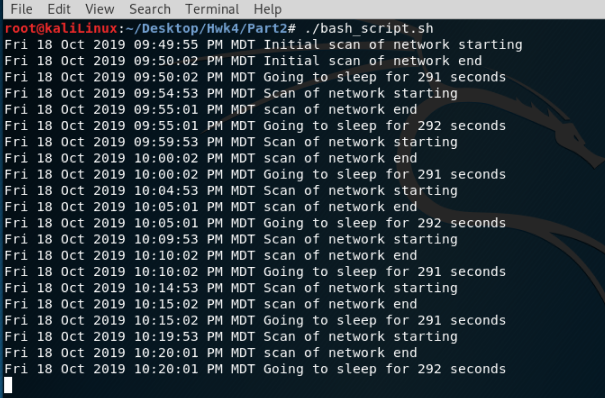 File Edit View Search Terminal Help
root@kaliLinux:~/Desktop/Hwk4/Part2# ./bash_script.sh
Fri 18 Oct 2019 09:49:55 PM MDT Initial scan of network starting
Fri 18 Oct 2019 09:50:02 PM MDT Initial scan of network end
Fri 18 Oct 2019 09:50:02 PM MDT Going to sleep for 291 seconds
Fri 18 Oct 2019 09:54:53 PM MDT Scan of network starting
Fri 18 Oct 2019 09:55:01 PM MDT scan of network end
Fri 18 Oct 2019 09:55:01 PM MDT Going to sleep for 292 seconds
Fri 18 Oct 2019 09:59:53 PM MDT Scan of network starting
Fri 18 Oct 2019 10:00:02 PM MDT scan of network end
Fri 18 Oct 2019 10:00:02 PM MDT Going to sleep for 291 seconds
Fri 18 Oct 2019 10:04:53 PM MDT Scan of network starting
Fri 18 Oct 2019 10:05:01 PM MDT scan of network end
Fri 18 Oct 2019 10:05:01 PM MDT Going to sleep for 292 seconds
Fri 18 Oct 2019 10:09:53 PM MDT Scan of network starting
Fri 18 Oct 2019 10:10:02 PM MDT scan of network end
Fri 18 Oct 2019 10:10:02 PM MDT Going to sleep for 291 seconds
Fri 18 Oct 2019 10:14:53 PM MDT Scan of network starting
Fri 18 Oct 2019 10:15:02 PM MDT scan of network end
Fri 18 Oct 2019 10:15:02 PM MDT Going to sleep for 291 seconds
Fri 18 Oct 2019 10:19:53 PM MDT Scan of network starting
Fri 18 Oct 2019 10:20:01 PM MDT scan of network end
Fri 18 Oct 2019 10:20:01 PM MDT Going to sleep for 292 seconds